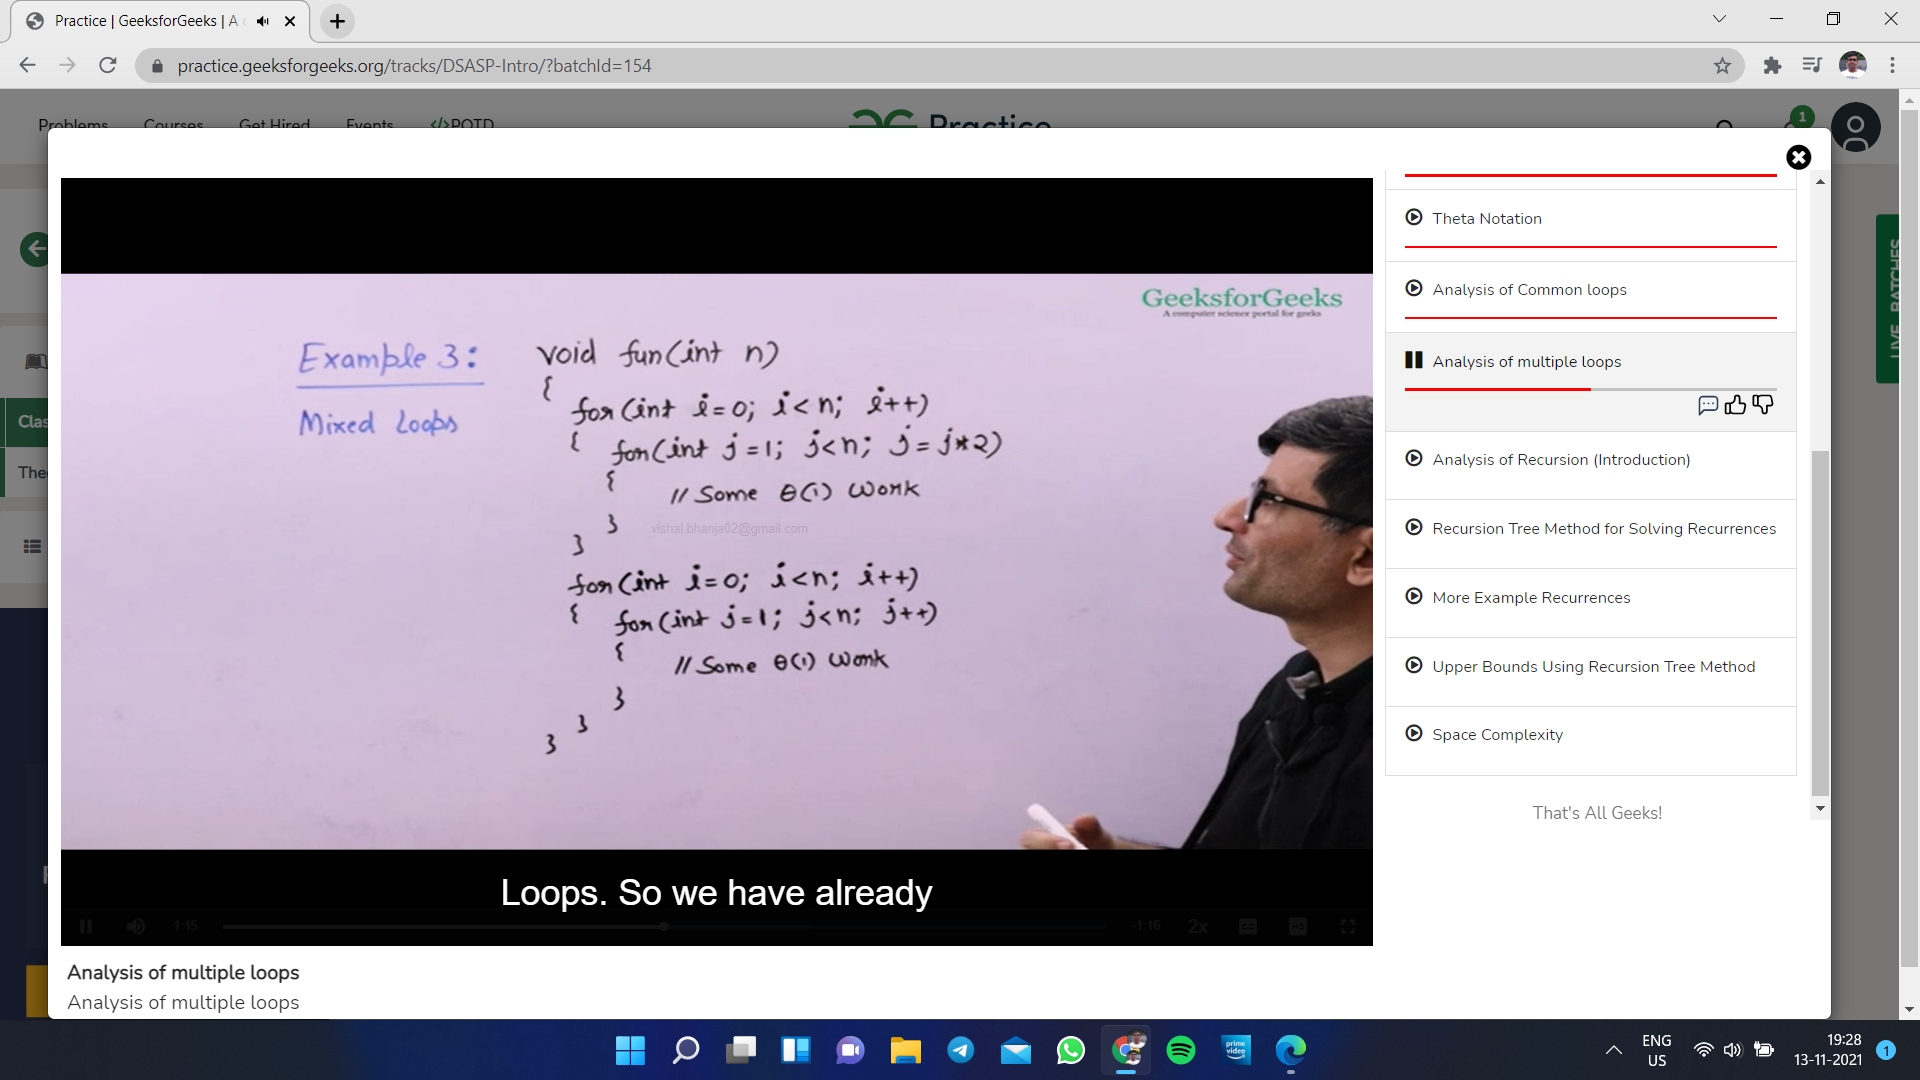 Practice | GeeksforGeeks | A
practice.geeksforgeeks.org/tracks/DSASP-Intro/?batchId=154
Problems Courses Get Hired Events </>POTD Practice
1
LIVE BATCHES
Clas
Theo
GeeksforGeeks
A computer science portal for geeks
Example 3:
Mixed Loops
void fun(int n)
{
for(int i=0; i<n; i++)
{ for(int j=1; j<n; j=j*2)
{
// Some θ(1) Work
}
vishal.bhanja02@gmail.com
}
for(int i=0; i<n; i++)
{ for(int j=1; j<n; j++)
{
// Some θ(1) Work
}
}
}
Loops. So we have already
1:15 -1:16 2x
Analysis of multiple loops
Analysis of multiple loops
Theta Notation
Analysis of Common loops
Analysis of multiple loops
Analysis of Recursion (Introduction)
Recursion Tree Method for Solving Recurrences
More Example Recurrences
Upper Bounds Using Recursion Tree Method
Space Complexity
That's All Geeks!
prime video
ENG
US
19:28
13-11-2021
1